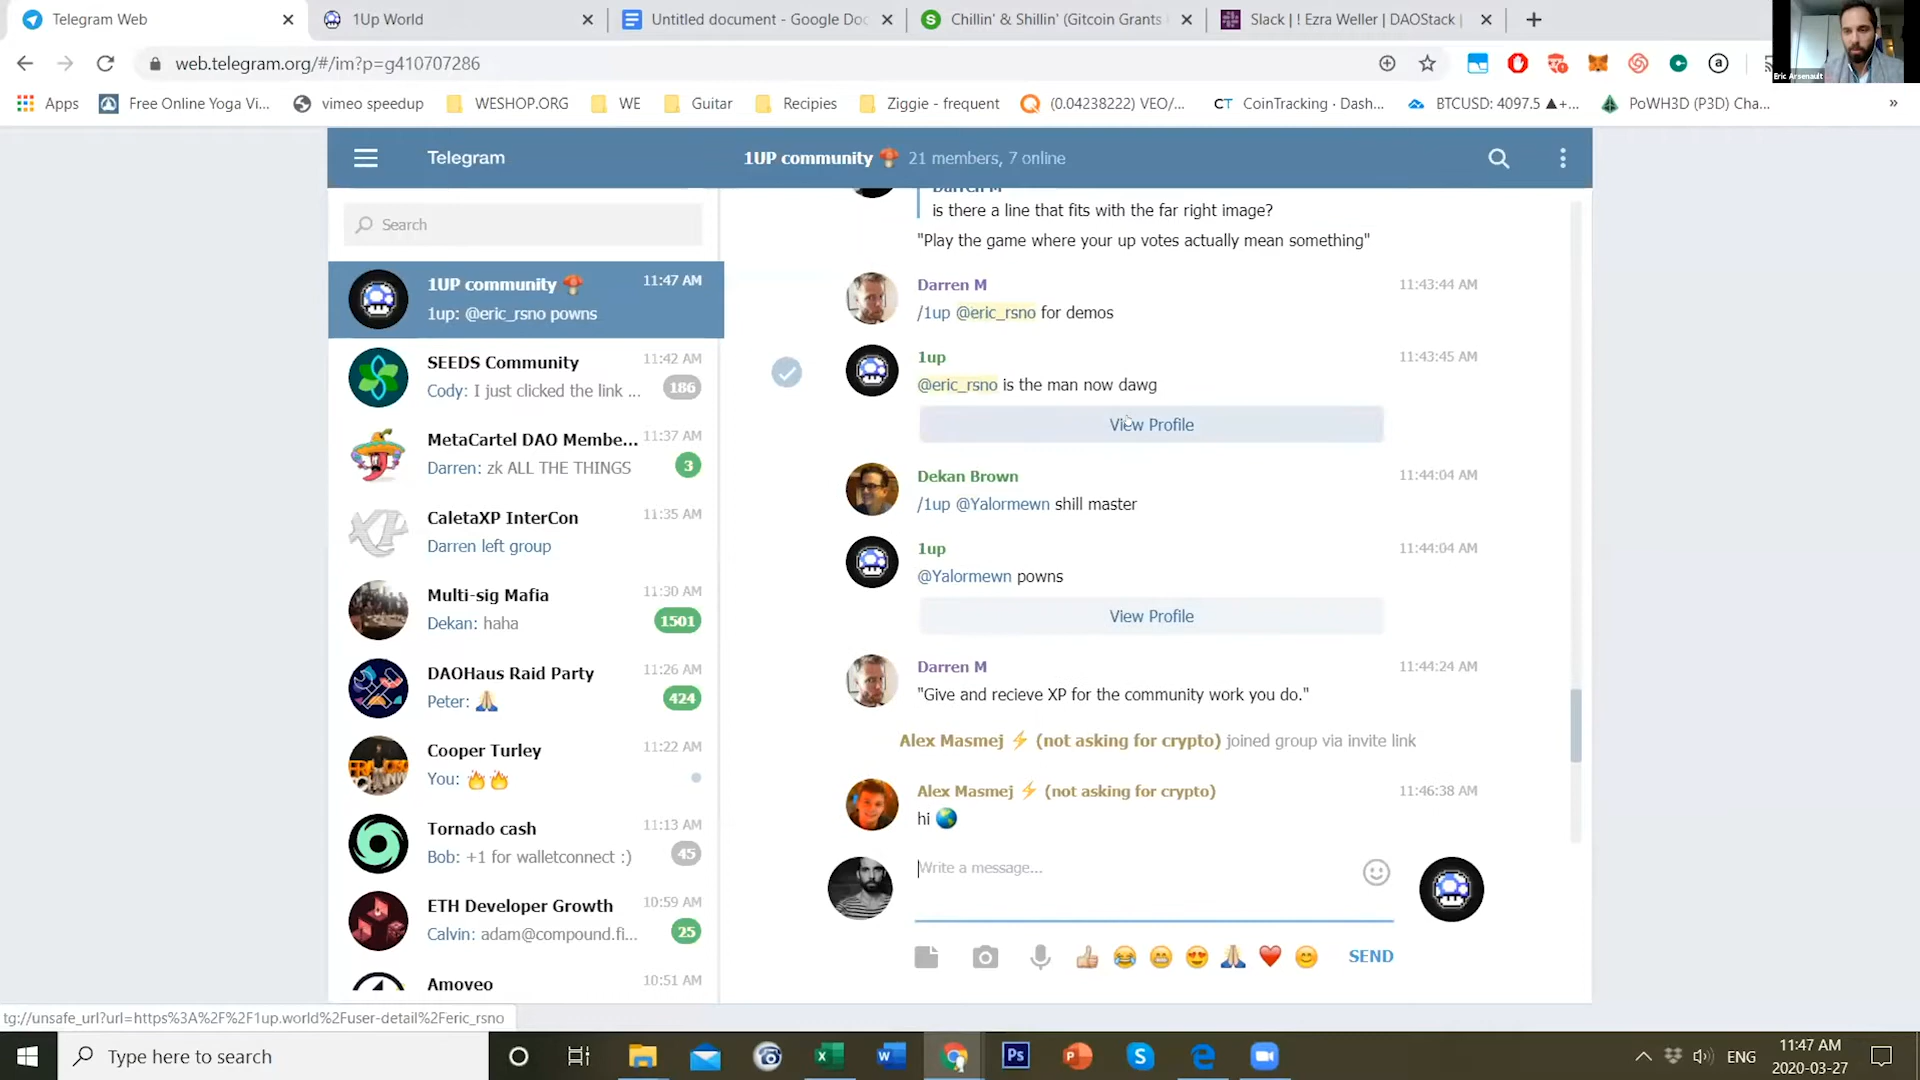 Telegram Web
1Up World
Untitled document - Google Doc
Chillin' & Shillin' (Gitcoin Grants
Slack | ! Ezra Weller | DAOStack |
web.telegram.org/#/im?p=g410707286
Eric Arsenault
Apps
Free Online Yoga Vi...
vimeo speedup
WESHOP.ORG
WE
Guitar
Recipies
Ziggie - frequent
(0.04238222) VEO/...
CT CoinTracking · Dash...
BTCUSD: 4097.5 ▲+...
PoWH3D (P3D) Cha...
»
Telegram
1UP community 🍄 21 members, 7 online
Search
1UP community 🍄 11:47 AM
1up: @eric_rsno powns
SEEDS Community 11:42 AM
Cody: I just clicked the link ... 186
MetaCartel DAO Membe... 11:37 AM
Darren: zk ALL THE THINGS 3
XP
CaletaXP InterCon 11:35 AM
Darren left group
Multi-sig Mafia 11:30 AM
Dekan: haha 1501
DAOHaus Raid Party 11:26 AM
Peter: 🙏 424
Cooper Turley 11:22 AM
You: 🔥🔥
Tornado cash 11:13 AM
Bob: +1 for walletconnect :) 45
ETH Developer Growth 10:59 AM
Calvin: adam@compound.fi... 25
Amoveo 10:51 AM
Darren M
is there a line that fits with the far right image?
"Play the game where your up votes actually mean something"
Darren M 11:43:44 AM
/1up @eric_rsno for demos
1up 11:43:45 AM
@eric_rsno is the man now dawg
View Profile
Dekan Brown 11:44:04 AM
/1up @Yalormewn shill master
1up 11:44:04 AM
@Yalormewn powns
View Profile
Darren M 11:44:24 AM
"Give and recieve XP for the community work you do."
Alex Masmej ⚡ (not asking for crypto) joined group via invite link
Alex Masmej ⚡ (not asking for crypto) 11:46:38 AM
hi 🌎
Write a message...
SEND
tg://unsafe_url?url=https%3A%2F%2F1up.world%2Fuser-detail%2Feric_rsno
Type here to search
Ps
ENG
11:47 AM
2020-03-27